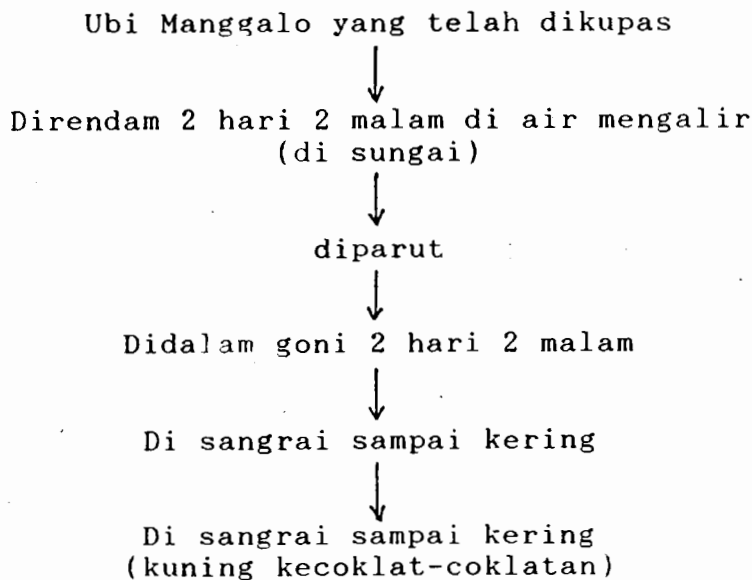 Ubi Manggalo yang telah dikupas
Direndam 2 hari 2 malam di air mengalir
(di sungai)
diparut
Didalam goni 2 hari 2 malam
Di sangrai sampai kering
Di sangrai sampai kering
(kuning kecoklat-coklatan)